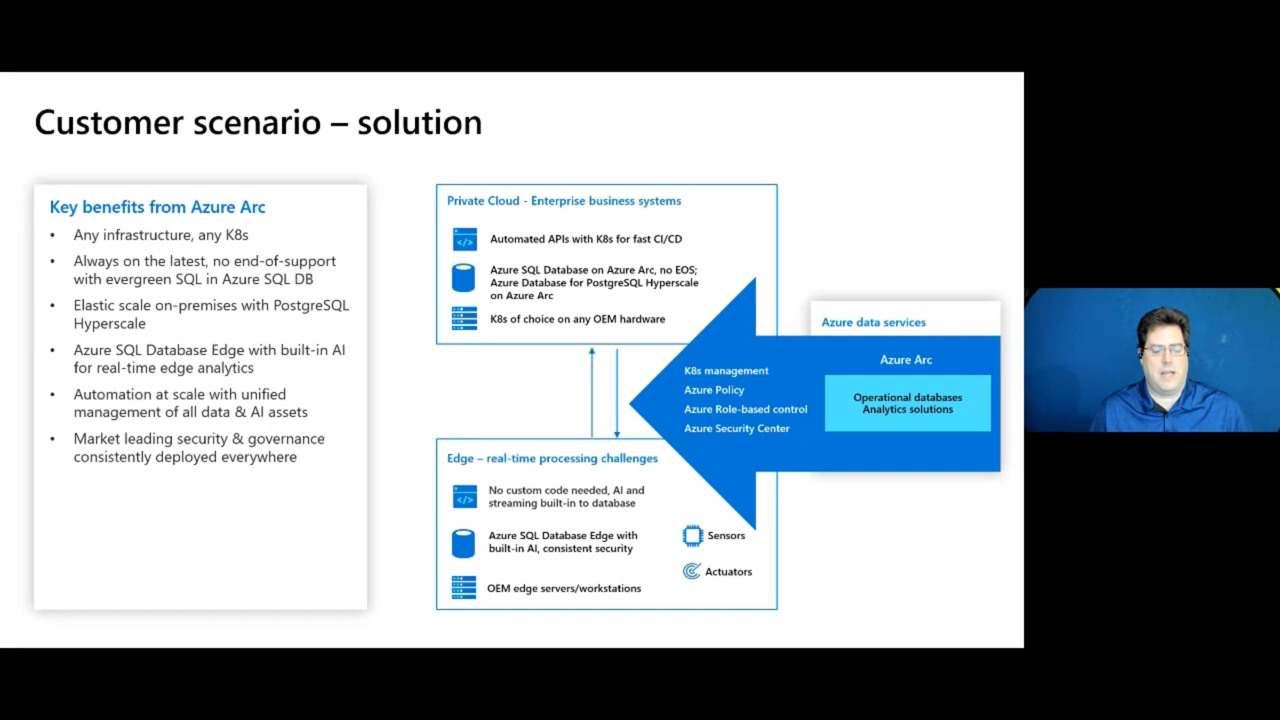 Customer scenario – solution
Key benefits from Azure Arc
• Any infrastructure, any K8s
• Always on the latest, no end-of-support
with evergreen SQL in Azure SQL DB
• Elastic scale on-premises with PostgreSQL
Hyperscale
• Azure SQL Database Edge with built-in AI
for real-time edge analytics
• Automation at scale with unified
management of all data & AI assets
• Market leading security & governance
consistently deployed everywhere
Private Cloud - Enterprise business systems
</>
Automated APIs with K8s for fast CI/CD
Azure SQL Database on Azure Arc, no EOS;
Azure Database for PostgreSQL Hyperscale
on Azure Arc
K8s of choice on any OEM hardware
Azure data services
Azure Arc
Operational databases
Analytics solutions
K8s management
Azure Policy
Azure Role-based control
Azure Security Center
Edge – real-time processing challenges
</>
No custom code needed, AI and
streaming built-in to database
Azure SQL Database Edge with
built-in AI, consistent security
OEM edge servers/workstations
Sensors
Actuators